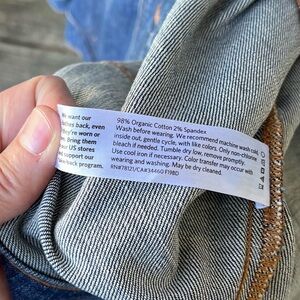 We want our
back, even
they're worn or
bring them
US stores
support our
back program.
98% Organic Cotton 2% Spandex
Wash before wearing. We recommend machine wash cold,
inside out, gentle cycle, with like colors. Only non-chlorine
bleach if needed. Tumble dry low, remove promptly.
Use cool iron if necessary. Color transfer may occur with
wearing and washing. May be dry cleaned.
RN#78121/CA#34460 F19BD